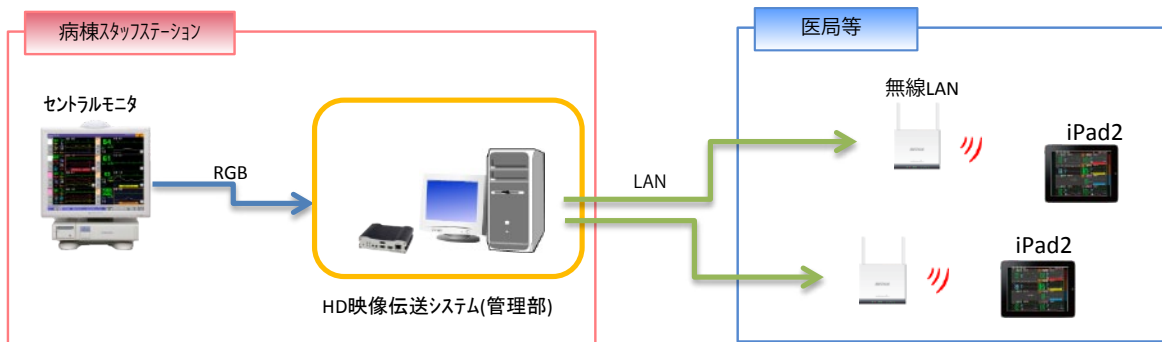 病棟スタッフステーション
医局等
セントラルモニタ
RGB
HD映像伝送システム(管理部)
LAN
無線LAN
iPad2
iPad2